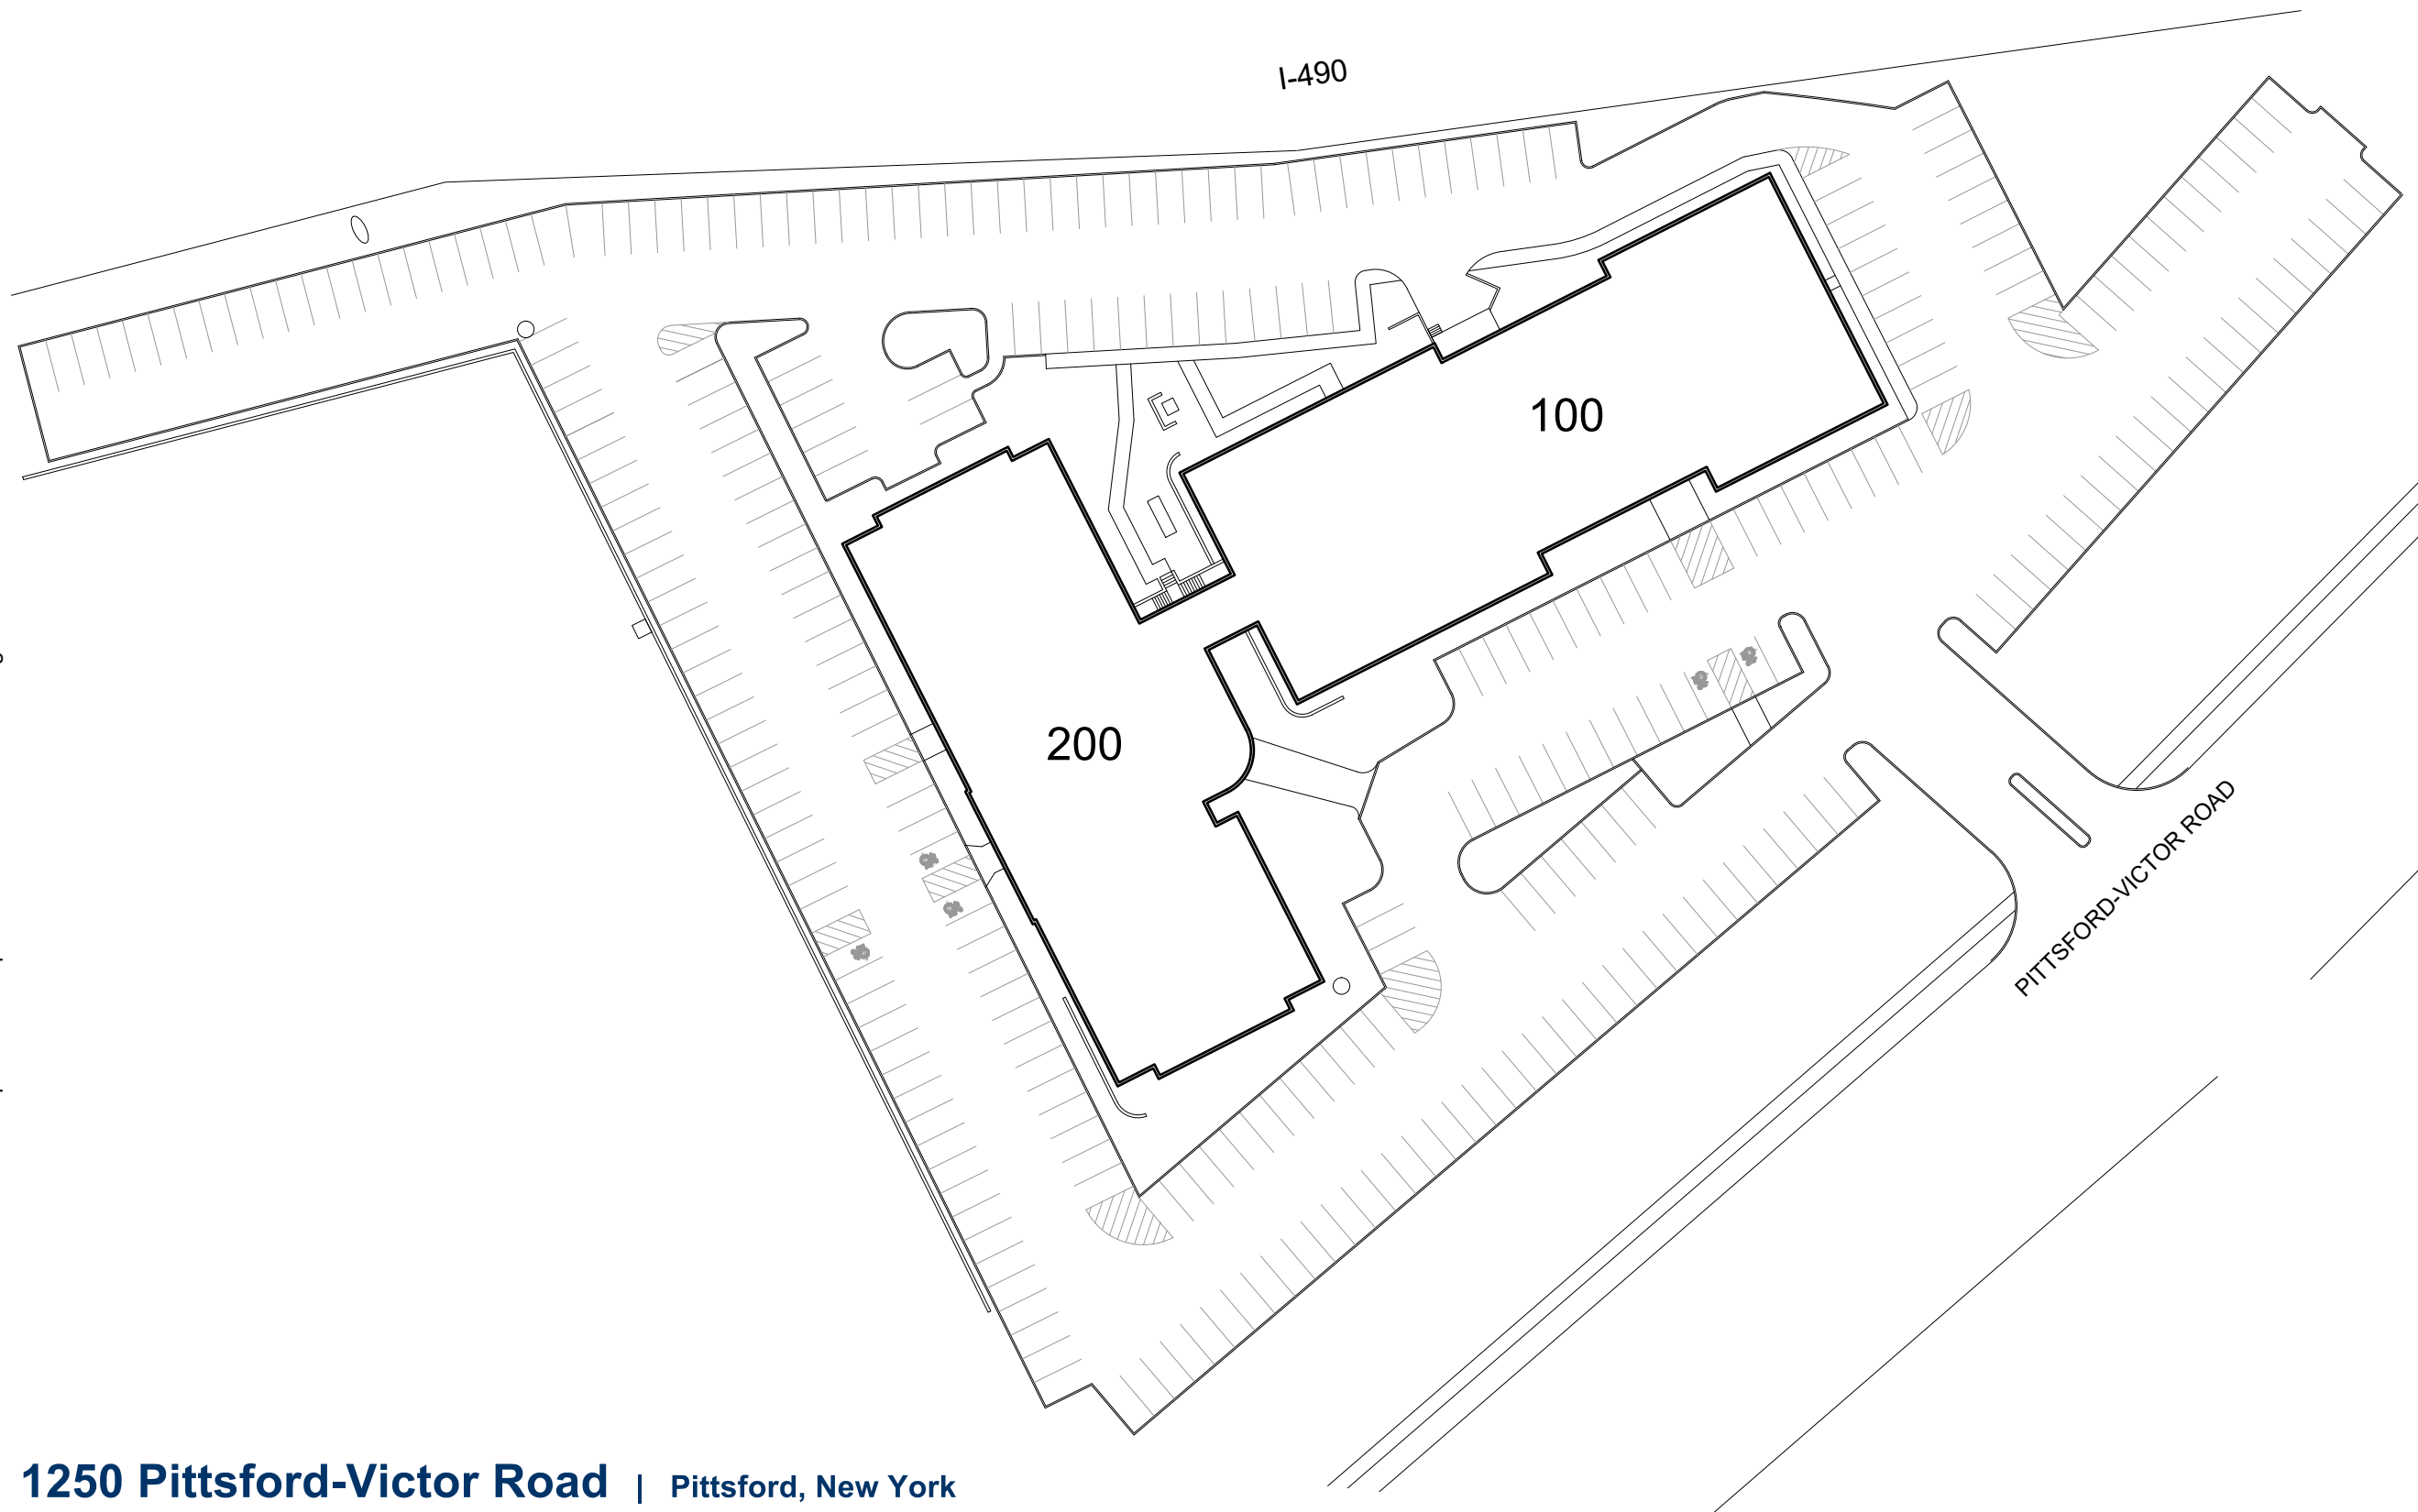 I-490
100
200
PITTSFORD-VICTOR ROAD
1250 Pittsford-Victor Road | Pittsford, New York